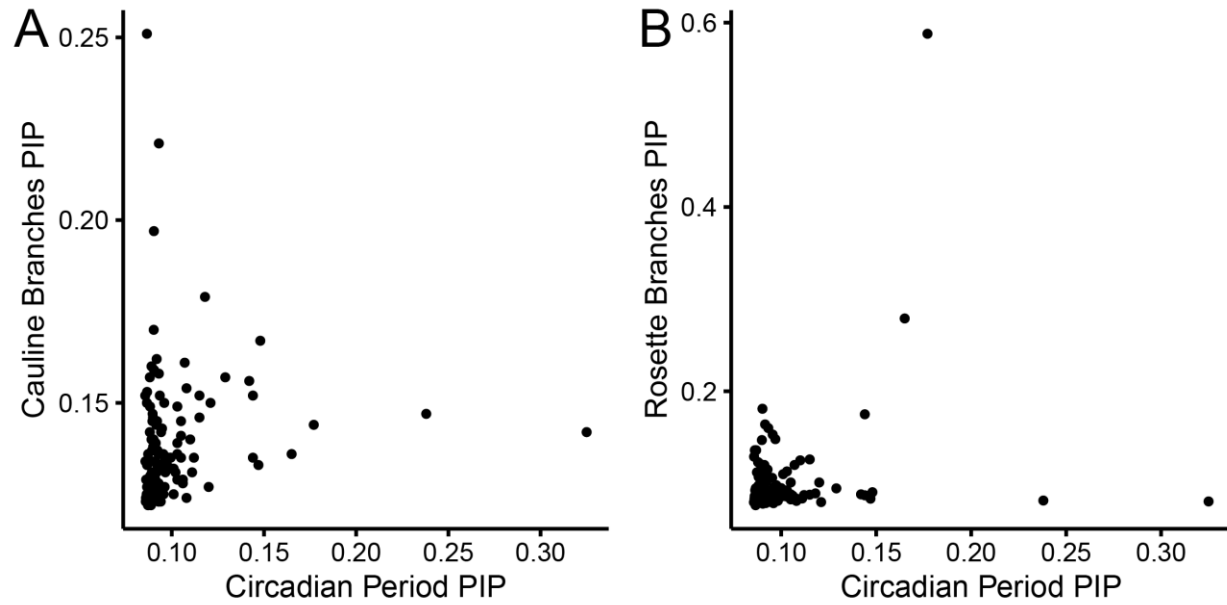 A
0.25
0.20
0.15
Cauline Branches PIP
0.10 0.15 0.20 0.25 0.30
Circadian Period PIP
B
0.6
0.4
0.2
Rosette Branches PIP
0.10 0.15 0.20 0.25 0.30
Circadian Period PIP